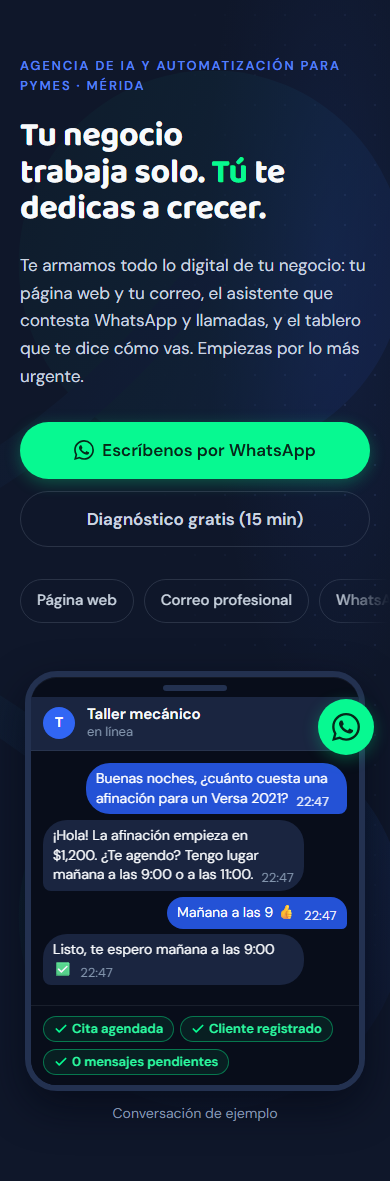 AGENCIA DE IA Y AUTOMATIZACIÓN PARA
PYMES · MÉRIDA
Tu negocio
trabaja solo. Tú te
dedicas a crecer.
Te armamos todo lo digital de tu negocio: tu
página web y tu correo, el asistente que
contesta WhatsApp y llamadas, y el tablero
que te dice cómo vas. Empiezas por lo más
urgente.
Escríbenos por WhatsApp
Diagnóstico gratis (15 min)
Página web
Correo profesional
Whats
T
Taller mecánico
en línea
Buenas noches, ¿cuánto cuesta una
afinación para un Versa 2021? 22:47
¡Hola! La afinación empieza en
$1,200. ¿Te agendo? Tengo lugar
mañana a las 9:00 o a las 11:00. 22:47
Mañana a las 9 👍 22:47
Listo, te espero mañana a las 9:00
✅ 22:47
✓ Cita agendada
✓ Cliente registrado
✓ 0 mensajes pendientes
Conversación de ejemplo